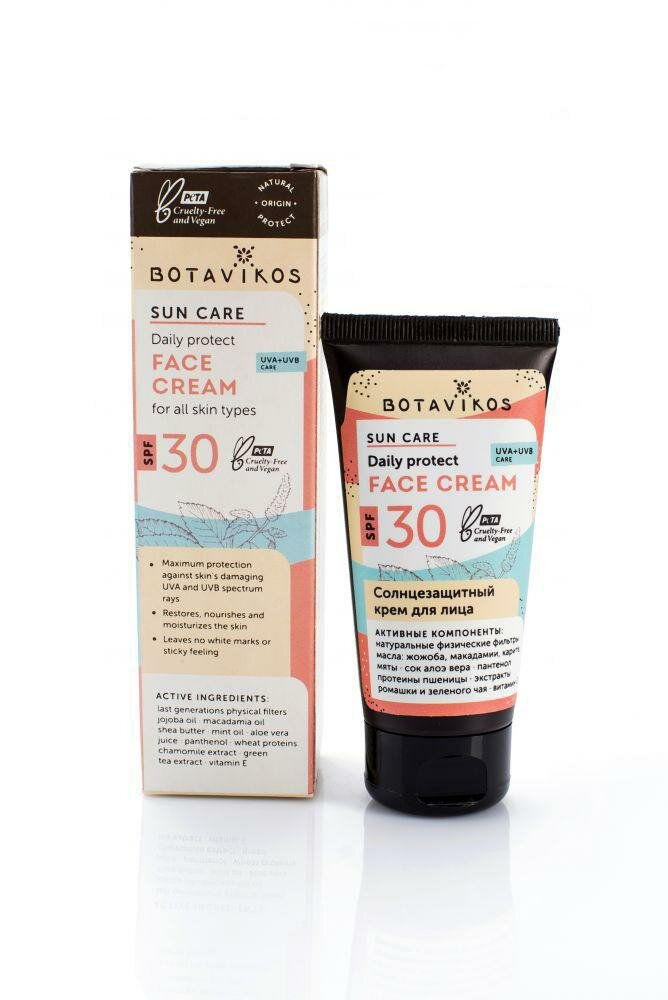 PETA
Cruelty-Free
and Vegan
NATURAL
• ORIGIN •
PROTECT
BOTAVIKOS
SUN CARE
Daily protect
FACE
CREAM
for all skin types
UVA+UVB
CARE
SPF 30
PETA
Cruelty-Free
and Vegan
• Maximum protection
against skin's damaging
UVA and UVB spectrum
rays
• Restores, nourishes and
moisturizes the skin
• Leaves no white marks or
sticky feeling
ACTIVE INGREDIENTS:
last generations physical filters
jojoba oil · macadamia oil
shea butter · mint oil · aloe vera
juice · panthenol · wheat proteins
chamomile extract · green
tea extract · vitamin E
BOTAVIKOS
SUN CARE
Daily protect
FACE CREAM
UVA+UVB
CARE
SPF 30
PETA
Cruelty-Free
and Vegan
Солнцезащитный
крем для лица
АКТИВНЫЕ КОМПОНЕНТЫ:
натуральные физические фильтры
масла: жожоба, макадамии, карите,
мяты · сок алоэ вера · пантенол
протеины пшеницы · экстракты
ромашки и зеленого чая ·